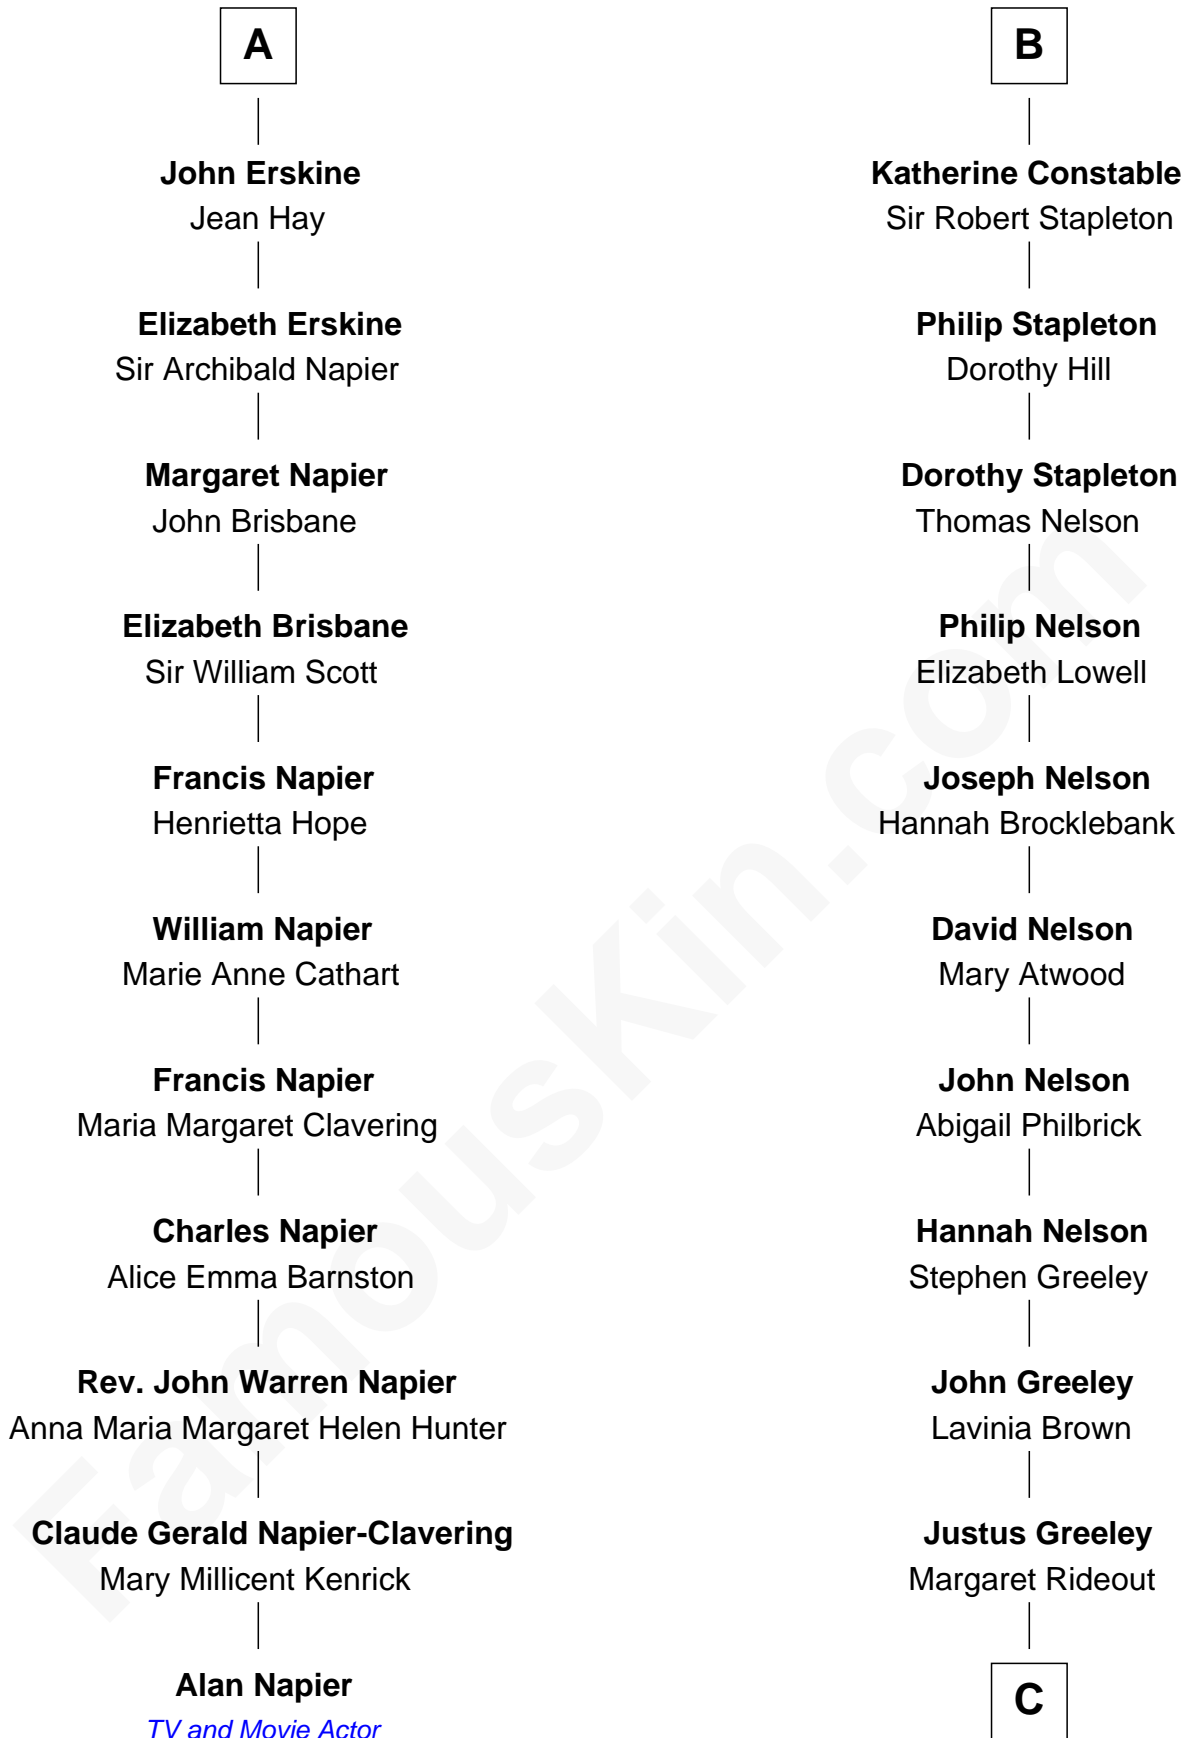 A
John Erskine
Jean Hay
Elizabeth Erskine
Sir Archibald Napier
Margaret Napier
John Brisbane
Elizabeth Brisbane
Sir William Scott
Francis Napier
Henrietta Hope
William Napier
Marie Anne Cathart
Francis Napier
Maria Margaret Clavering
Charles Napier
Alice Emma Barnston
Rev. John Warren Napier
Anna Maria Margaret Helen Hunter
Claude Gerald Napier-Clavering
Mary Millicent Kenrick
Alan Napier
TV and Movie Actor
B
Katherine Constable
Sir Robert Stapleton
Philip Stapleton
Dorothy Hill
Dorothy Stapleton
Thomas Nelson
Philip Nelson
Elizabeth Lowell
Joseph Nelson
Hannah Brocklebank
David Nelson
Mary Atwood
John Nelson
Abigail Philbrick
Hannah Nelson
Stephen Greeley
John Greeley
Lavinia Brown
Justus Greeley
Margaret Rideout
C
FamousKin.com